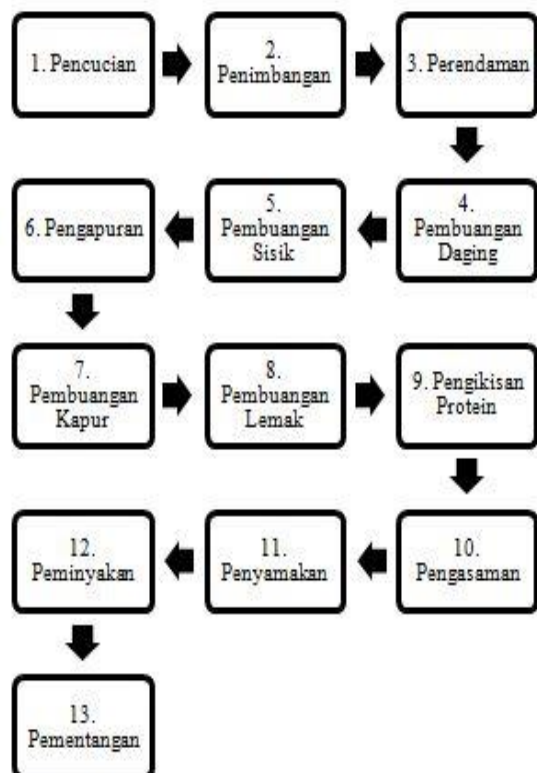 1. Pencucian
2.
Penimbangan
3. Perendaman
4.
Pembuangan
Daging
5.
Pembuangan
Sisik
6. Pengapuran
7.
Pembuangan
Kapur
8.
Pembuangan
Lemak
9. Pengikisan
Protein
10.
Pengasaman
11.
Penyamakan
12.
Peminyakan
13.
Pementangan